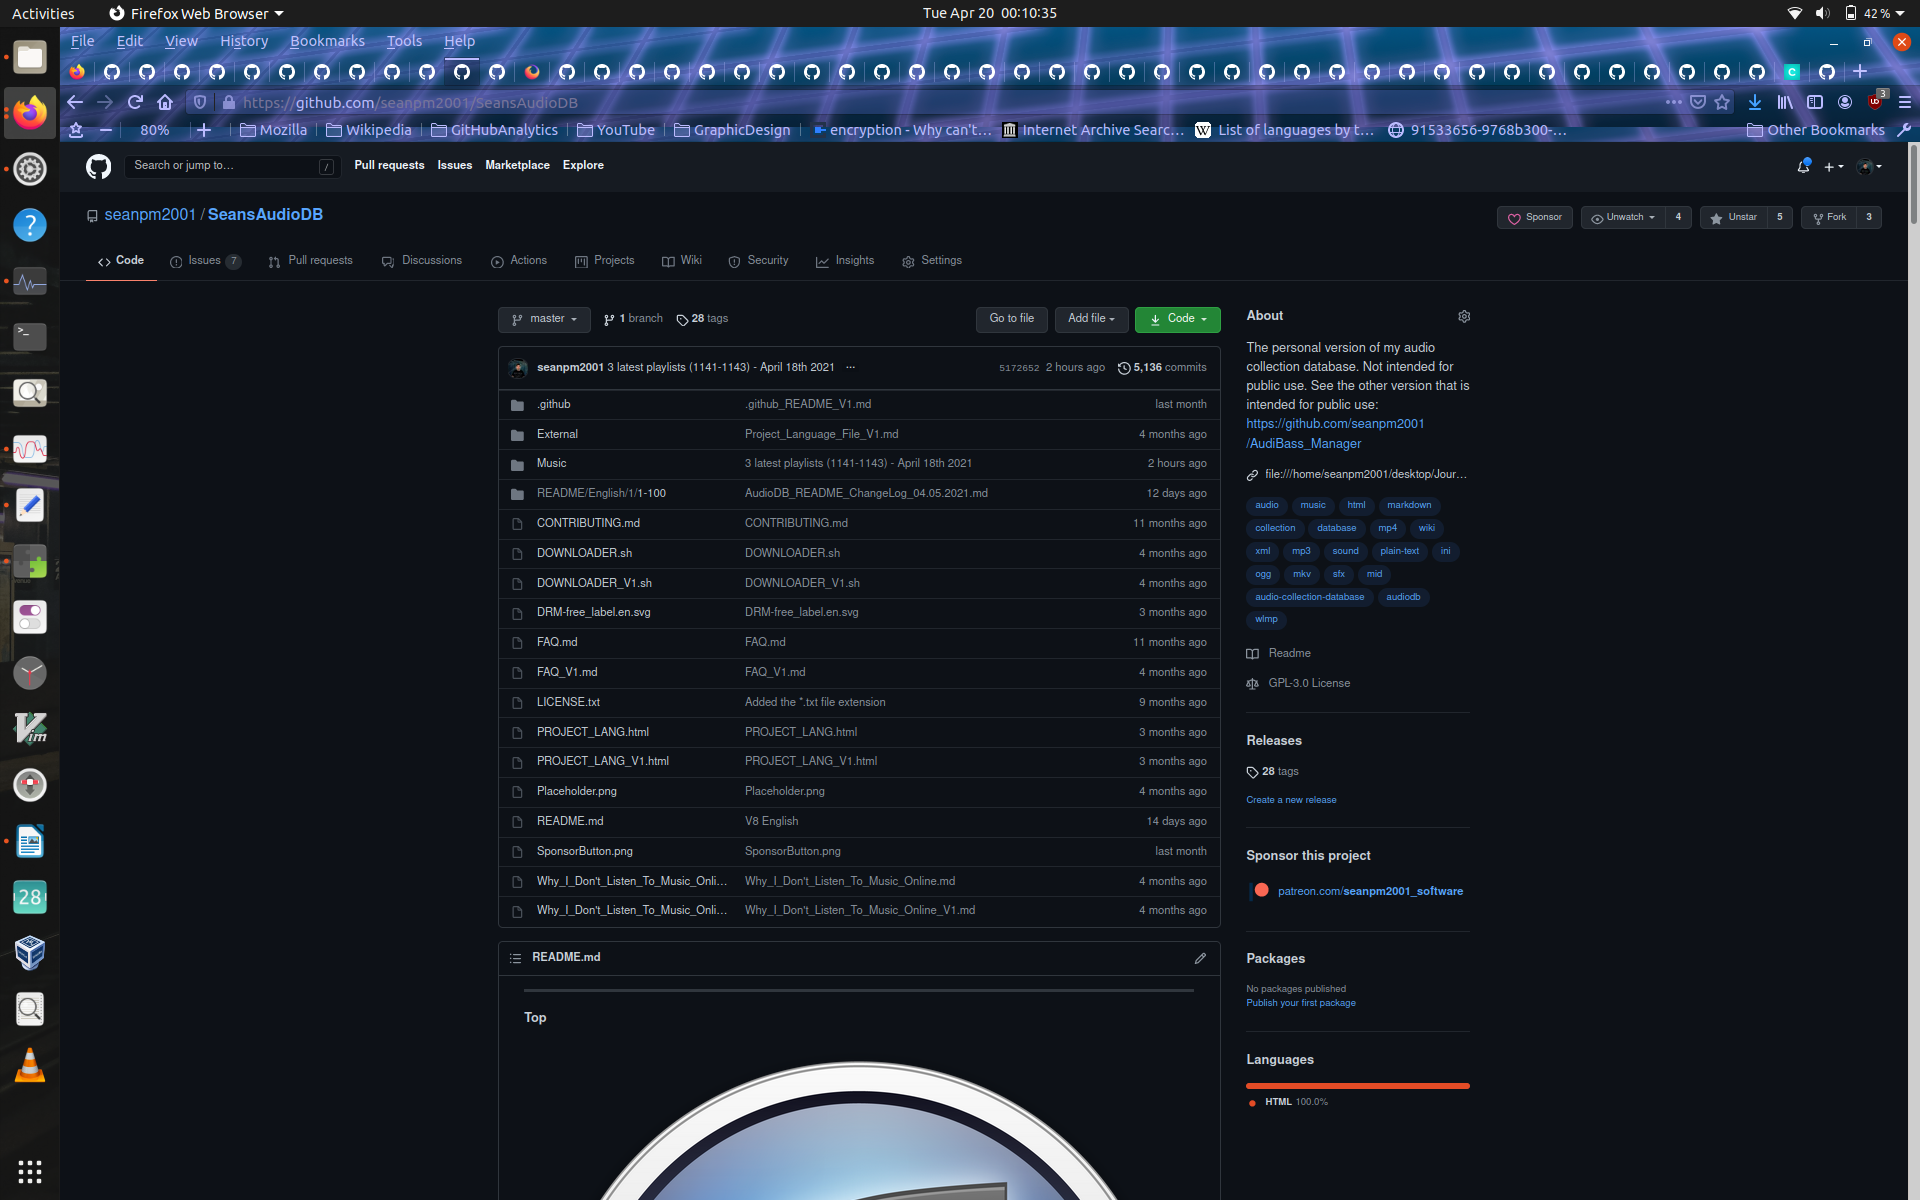 Activities
Firefox Web Browser
Tue Apr 20 00:10:35
42 %
File Edit View History Bookmarks Tools Help
https://github.com/seanpm2001/SeansAudioDB
3
80%
Mozilla
Wikipedia
GitHubAnalytics
YouTube
GraphicDesign
encryption - Why can't...
Internet Archive Searc...
List of languages by t...
91533656-9768b300-...
Other Bookmarks
Search or jump to...
/
Pull requests Issues Marketplace Explore
seanpm2001 / SeansAudioDB
Sponsor
Unwatch 4
Unstar 5
Fork 3
Code
Issues 7
Pull requests
Discussions
Actions
Projects
Wiki
Security
Insights
Settings
master
1 branch
28 tags
Go to file
Add file
Code
seanpm2001 3 latest playlists (1141-1143) - April 18th 2021 ...
5172652 2 hours ago
5,136 commits
.github .github_README_V1.md last month
External Project_Language_File_V1.md 4 months ago
Music 3 latest playlists (1141-1143) - April 18th 2021 2 hours ago
README/English/1/1-100 AudioDB_README_ChangeLog_04.05.2021.md 12 days ago
CONTRIBUTING.md CONTRIBUTING.md 11 months ago
DOWNLOADER.sh DOWNLOADER.sh 4 months ago
DOWNLOADER_V1.sh DOWNLOADER_V1.sh 4 months ago
DRM-free_label.en.svg DRM-free_label.en.svg 3 months ago
FAQ.md FAQ.md 11 months ago
FAQ_V1.md FAQ_V1.md 4 months ago
LICENSE.txt Added the *.txt file extension 9 months ago
PROJECT_LANG.html PROJECT_LANG.html 3 months ago
PROJECT_LANG_V1.html PROJECT_LANG_V1.html 3 months ago
Placeholder.png Placeholder.png 4 months ago
README.md V8 English 14 days ago
SponsorButton.png SponsorButton.png last month
Why_I_Don't_Listen_To_Music_Onli... Why_I_Don't_Listen_To_Music_Online.md 4 months ago
Why_I_Don't_Listen_To_Music_Onli... Why_I_Don't_Listen_To_Music_Online_V1.md 4 months ago
README.md
Top
About
The personal version of my audio
collection database. Not intended for
public use. See the other version that is
intended for public use:
https://github.com/seanpm2001
/AudiBass_Manager
file:///home/seanpm2001/desktop/Jour...
audio music html markdown
collection database mp4 wiki
xml mp3 sound plain-text ini
ogg mkv sfx mid
audio-collection-database audiodb
wlmp
Readme
GPL-3.0 License
Releases
28 tags
Create a new release
Sponsor this project
patreon.com/seanpm2001_software
Packages
No packages published
Publish your first package
Languages
HTML 100.0%
28
Vim
>_
?